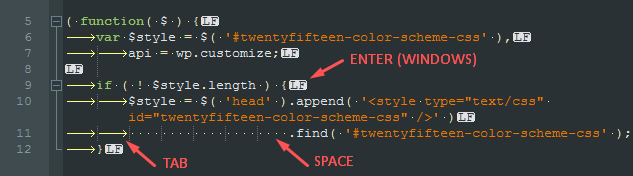 5 ( function( $ ) {LF
6 var $style = $( '#twentyfifteen-color-scheme-css' ),LF
7 api = wp.customize;LF
8 LF
ENTER (WINDOWS)
9 if ( ! $style.length ) {LF
10 $style = $( 'head' ).append( '<style type="text/css"
id="twentyfifteen-color-scheme-css" />' )LF
11 .find( '#twentyfifteen-color-scheme-css' );
12 }LF
TAB
SPACE